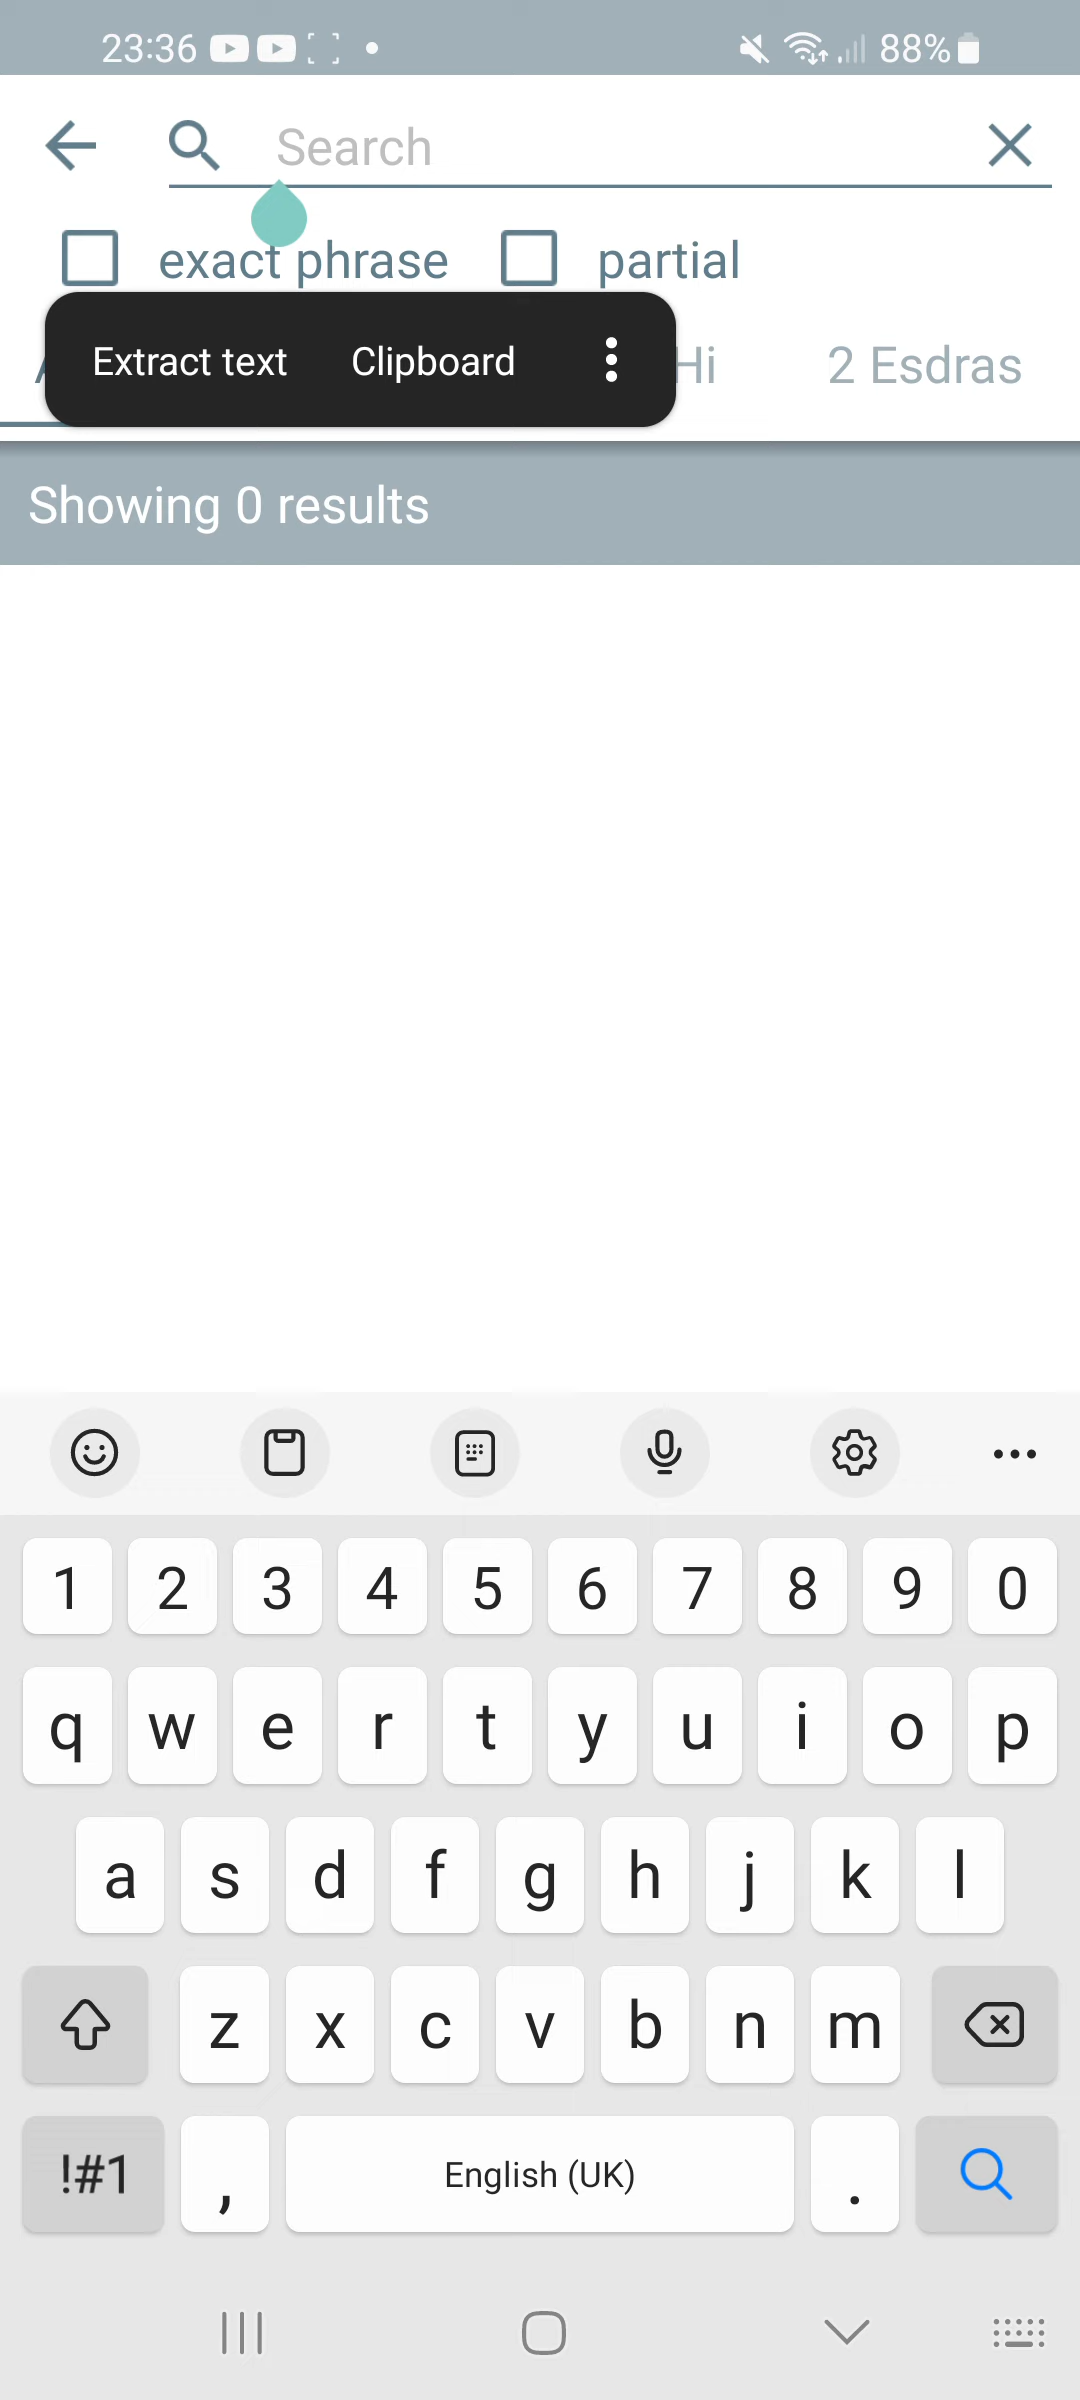 23:36 88%
Search
exact phrase partial
Extract text Clipboard Hi 2 Esdras
Showing 0 results
1 2 3 4 5 6 7 8 9 0
q w e r t y u i o p
a s d f g h j k l
z x c v b n m
!#1 , English (UK) .